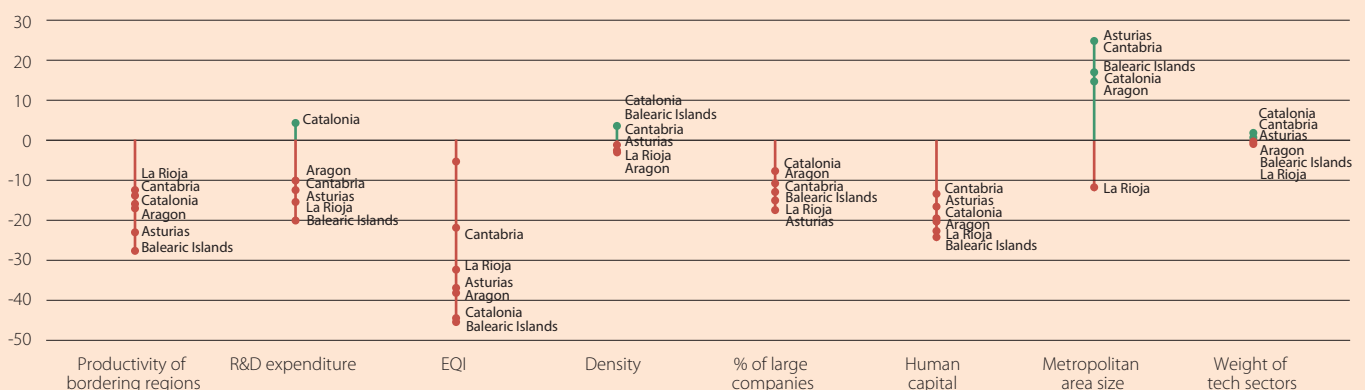 30
20
10
0
-10
-20
-30
-40
-50
La Rioja
Cantabria
Catalonia
Aragon
Asturias
Balearic Islands
Catalonia
Aragon
Cantabria
Asturias
La Rioja
Balearic Islands
Cantabria
La Rioja
Asturias
Aragon
Catalonia
Balearic Islands
Catalonia
Balearic Islands
Cantabria
Asturias
La Rioja
Aragon
Catalonia
Aragon
Cantabria
Balearic Islands
La Rioja
Asturias
Cantabria
Asturias
Catalonia
Aragon
La Rioja
Balearic Islands
Asturias
Cantabria
Balearic Islands
Catalonia
Aragon
La Rioja
Catalonia
Cantabria
Asturias
Aragon
Balearic Islands
La Rioja
Productivity of
bordering regions
R&D expenditure
EQI
Density
% of large
companies
Human
capital
Metropolitan
area size
Weight of
tech sectors